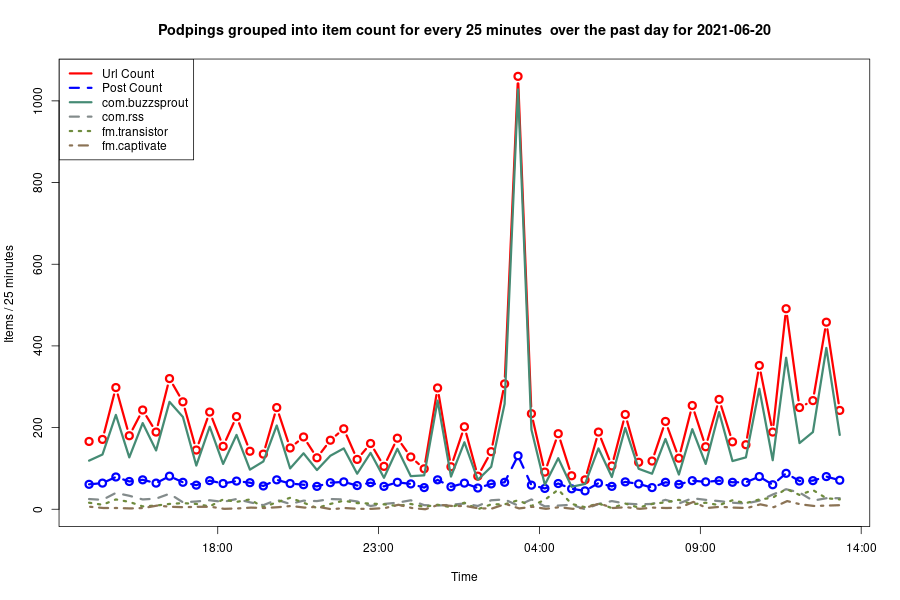 Podpings grouped into item count for every 25 minutes  over the past day for 2021-06-20
Url Count
Post Count
com.buzzsprout
com.rss
fm.transistor
fm.captivate
Items / 25 minutes
1000
800
600
400
200
0
18:00 23:00 04:00 09:00 14:00
Time